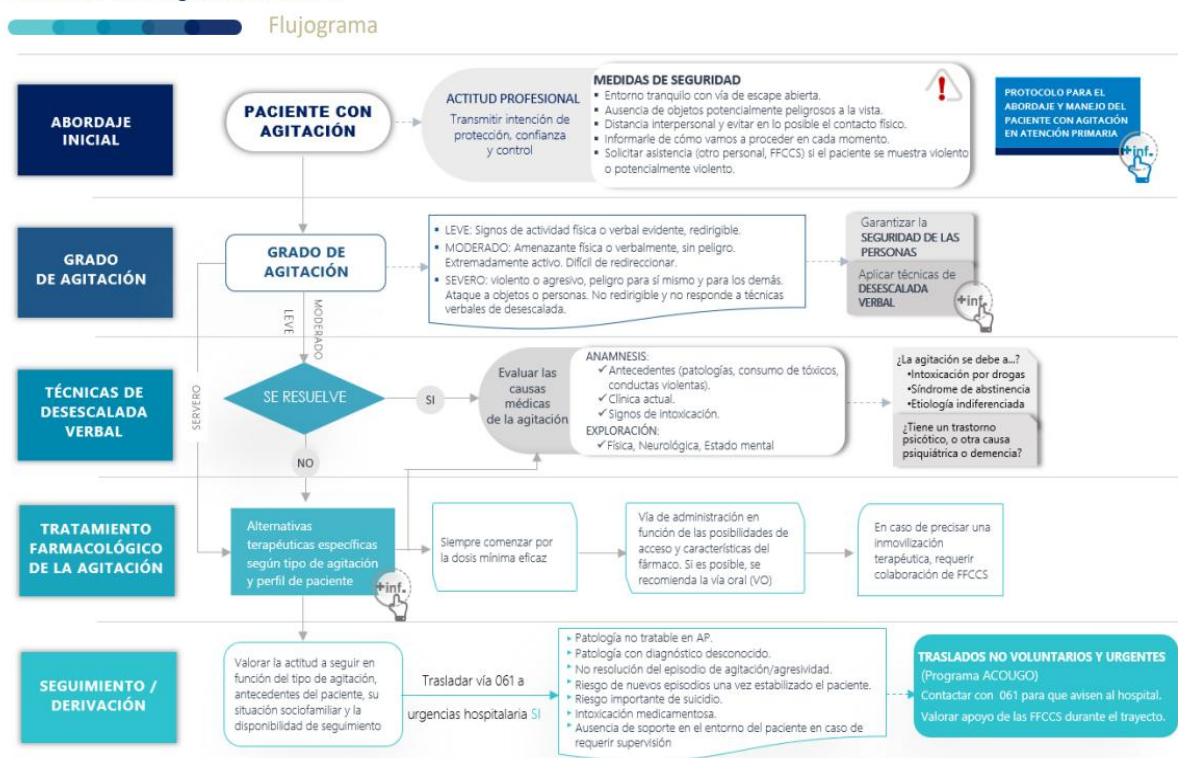 Flujograma
ABORDAJE
INICIAL
PACIENTE CON
AGITACIÓN
ACTITUD PROFESIONAL
Transmitir intención de
protección, confianza
y control
MEDIDAS DE SEGURIDAD
▪ Entorno tranquilo con vía de escape abierta.
▪ Ausencia de objetos potencialmente peligrosos a la vista.
▪ Distancia interpersonal y evitar en lo posible el contacto físico.
▪ Informarle de cómo vamos a proceder en cada momento.
▪ Solicitar asistencia (otro personal, FFCCS) si el paciente se muestra violento
o potencialmente violento.
PROTOCOLO PARA EL
ABORDAJE Y MANEJO DEL
PACIENTE CON AGITACIÓN
EN ATENCIÓN PRIMARIA
+inf.
GRADO
DE AGITACIÓN
GRADO DE
AGITACIÓN
▪ LEVE: Signos de actividad física o verbal evidente, redirigible.
▪ MODERADO: Amenazante física o verbalmente, sin peligro.
Extremadamente activo. Difícil de redireccionar.
▪ SEVERO: violento o agresivo, peligro para sí mismo y para los demás.
Ataque a objetos o personas. No redirigible y no responde a técnicas
verbales de desescalada.
Garantizar la
SEGURIDAD DE LAS
PERSONAS
Aplicar técnicas de
DESESCALADA
VERBAL
+inf.
LEVE
MODERADO
SERVERO
TÉCNICAS DE
DESESCALADA
VERBAL
SE RESUELVE
SI
NO
Evaluar las
causas
médicas
de la agitación
ANAMNESIS:
✓ Antecedentes (patologías, consumo de tóxicos,
conductas violentas).
✓ Clínica actual.
✓ Signos de intoxicación.
EXPLORACIÓN:
✓ Física, Neurológica, Estado mental
¿La agitación se debe a...?
•Intoxicación por drogas
•Síndrome de abstinencia
•Etiología indiferenciada
¿Tiene un trastorno
psicótico, o otra causa
psiquiátrica o demencia?
TRATAMIENTO
FARMACOLÓGICO
DE LA AGITACIÓN
Alternativas
terapéuticas específicas
según tipo de agitación
y perfil de paciente
+inf.
Siempre comenzar por
la dosis mínima eficaz
Vía de administración en
función de las posibilidades de
acceso y características del
fármaco. Si es posible, se
recomienda la vía oral (VO)
En caso de precisar una
inmovilización
terapéutica, requerir
colaboración de FFCCS
SEGUIMIENTO /
DERIVACIÓN
Valorar la actitud a seguir en
función del tipo de agitación,
antecedentes del paciente, su
situación sociofamiliar y la
disponibilidad de seguimiento
Trasladar vía 061 a
urgencias hospitalaria SI
▸ Patología no tratable en AP.
▸ Patología con diagnóstico desconocido.
▸ No resolución del episodio de agitación/agresividad.
▸ Riesgo de nuevos episodios una vez estabilizado el paciente.
▸ Riesgo importante de suicidio.
▸ Intoxicación medicamentosa.
▸ Ausencia de soporte en el entorno del paciente en caso de
requerir supervisión
TRASLADOS NO VOLUNTARIOS Y URGENTES
(Programa ACOUGO)
Contactar con 061 para que avisen al hospital.
Valorar apoyo de las FFCCS durante el trayecto.